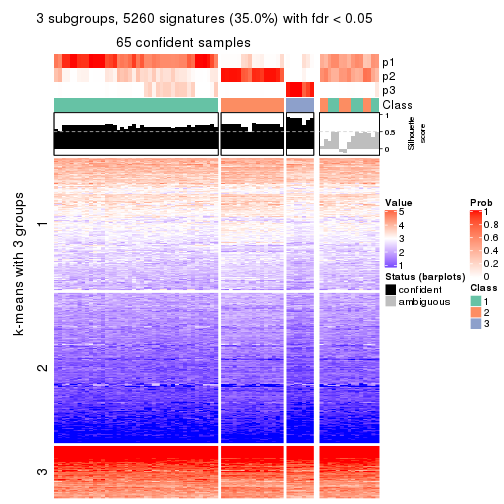 3 subgroups, 5260 signatures (35.0%) with fdr < 0.05
65 confident samples
p1
p2
p3
Class
1
0.5
0
Silhouette
score
k-means with 3 groups
1
2
3
Value
5
4
3
2
1
Status (barplots)
confident
ambiguous
Prob
1
0.8
0.6
0.4
0.2
0
Class
1
2
3